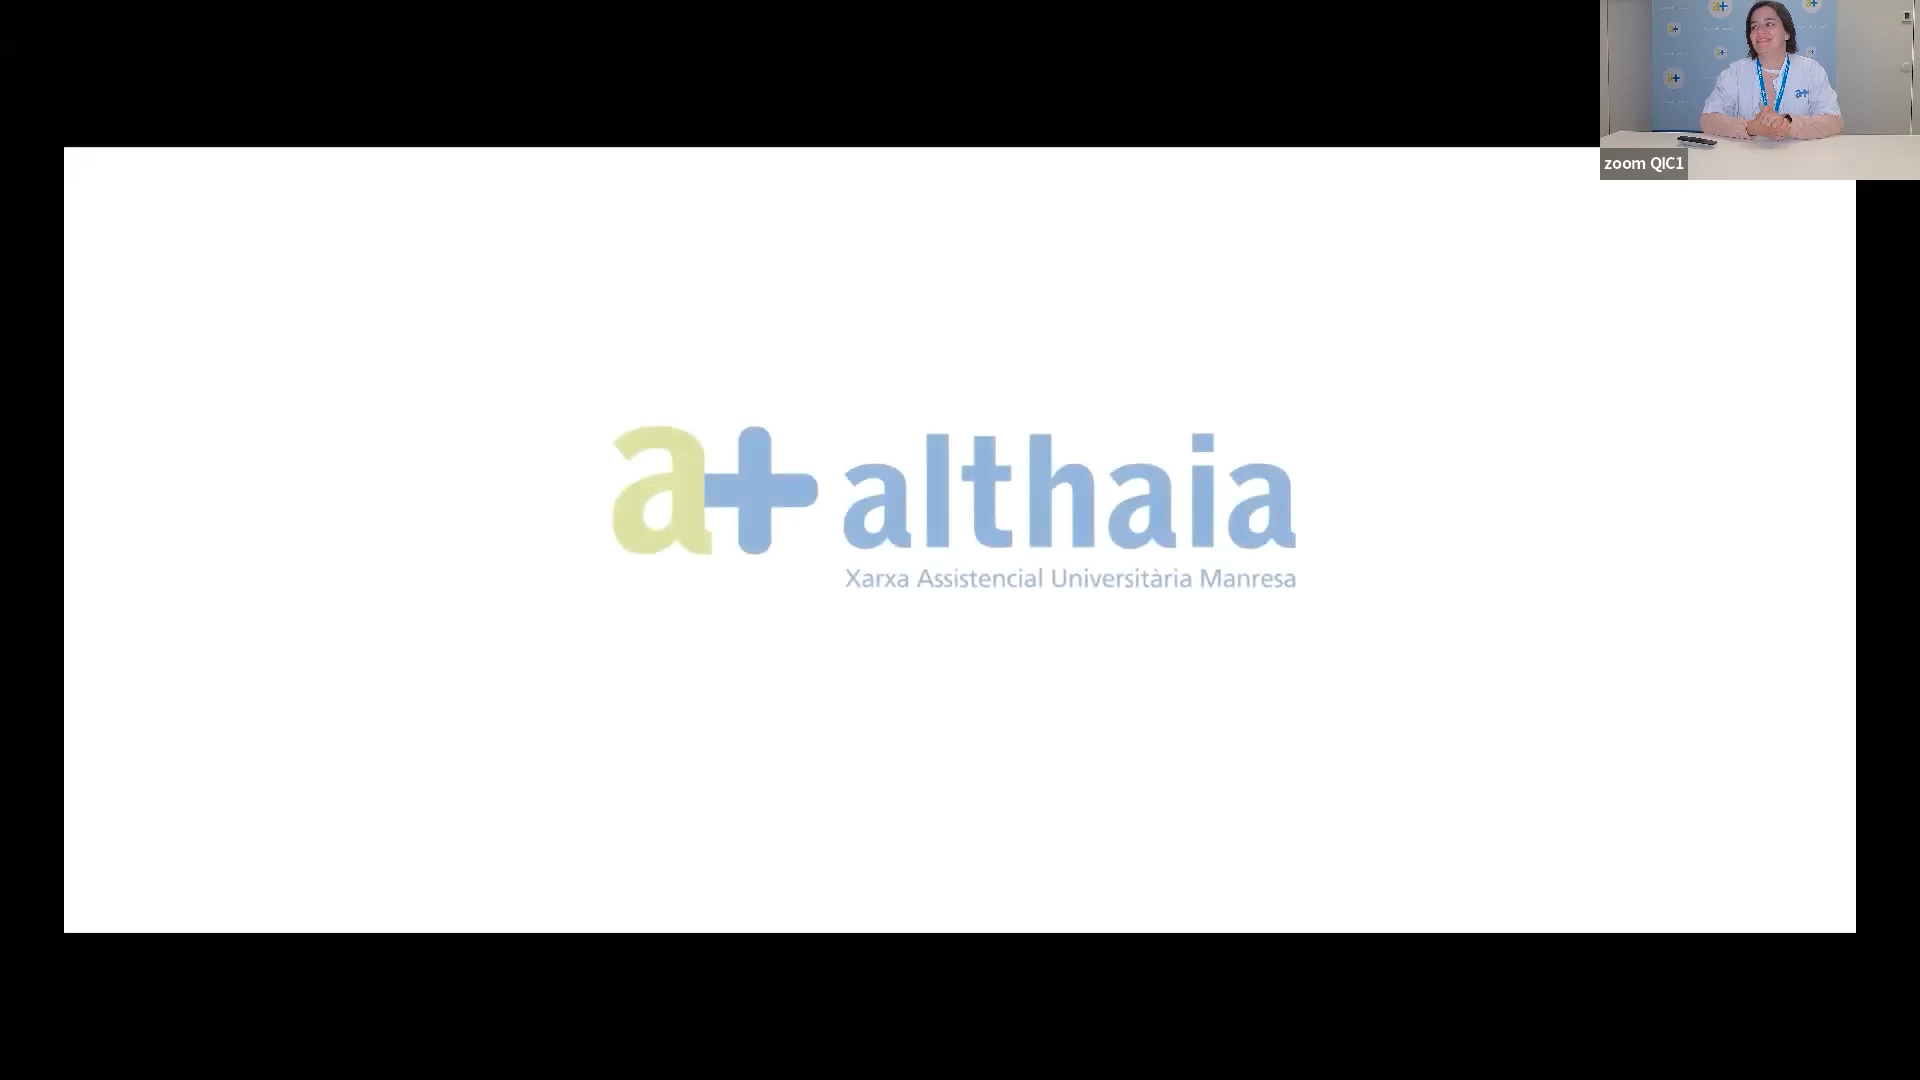 a+ althaia
Xarxa Assistencial Universitària Manresa
zoom QIC1
a+